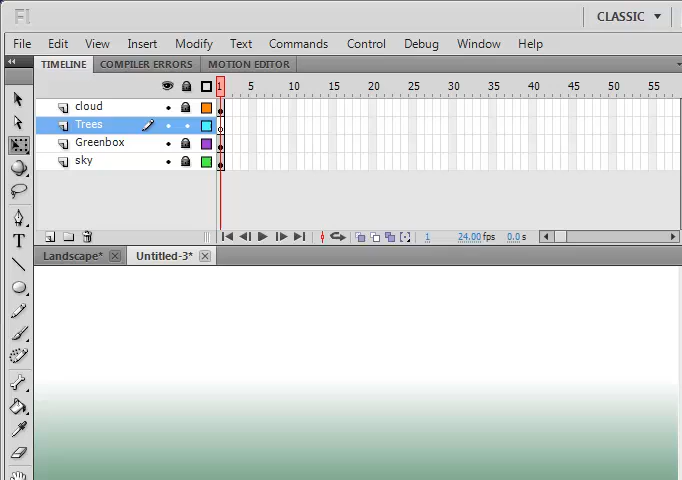 FL
CLASSIC
File Edit View Insert Modify Text Commands Control Debug Window Help
TIMELINE COMPILER ERRORS MOTION EDITOR
1 5 10 15 20 25 30 35 40 45 50 55
cloud
Trees
Greenbox
sky
1 24.00 fps 0.0 s
Landscape* Untitled-3*
T